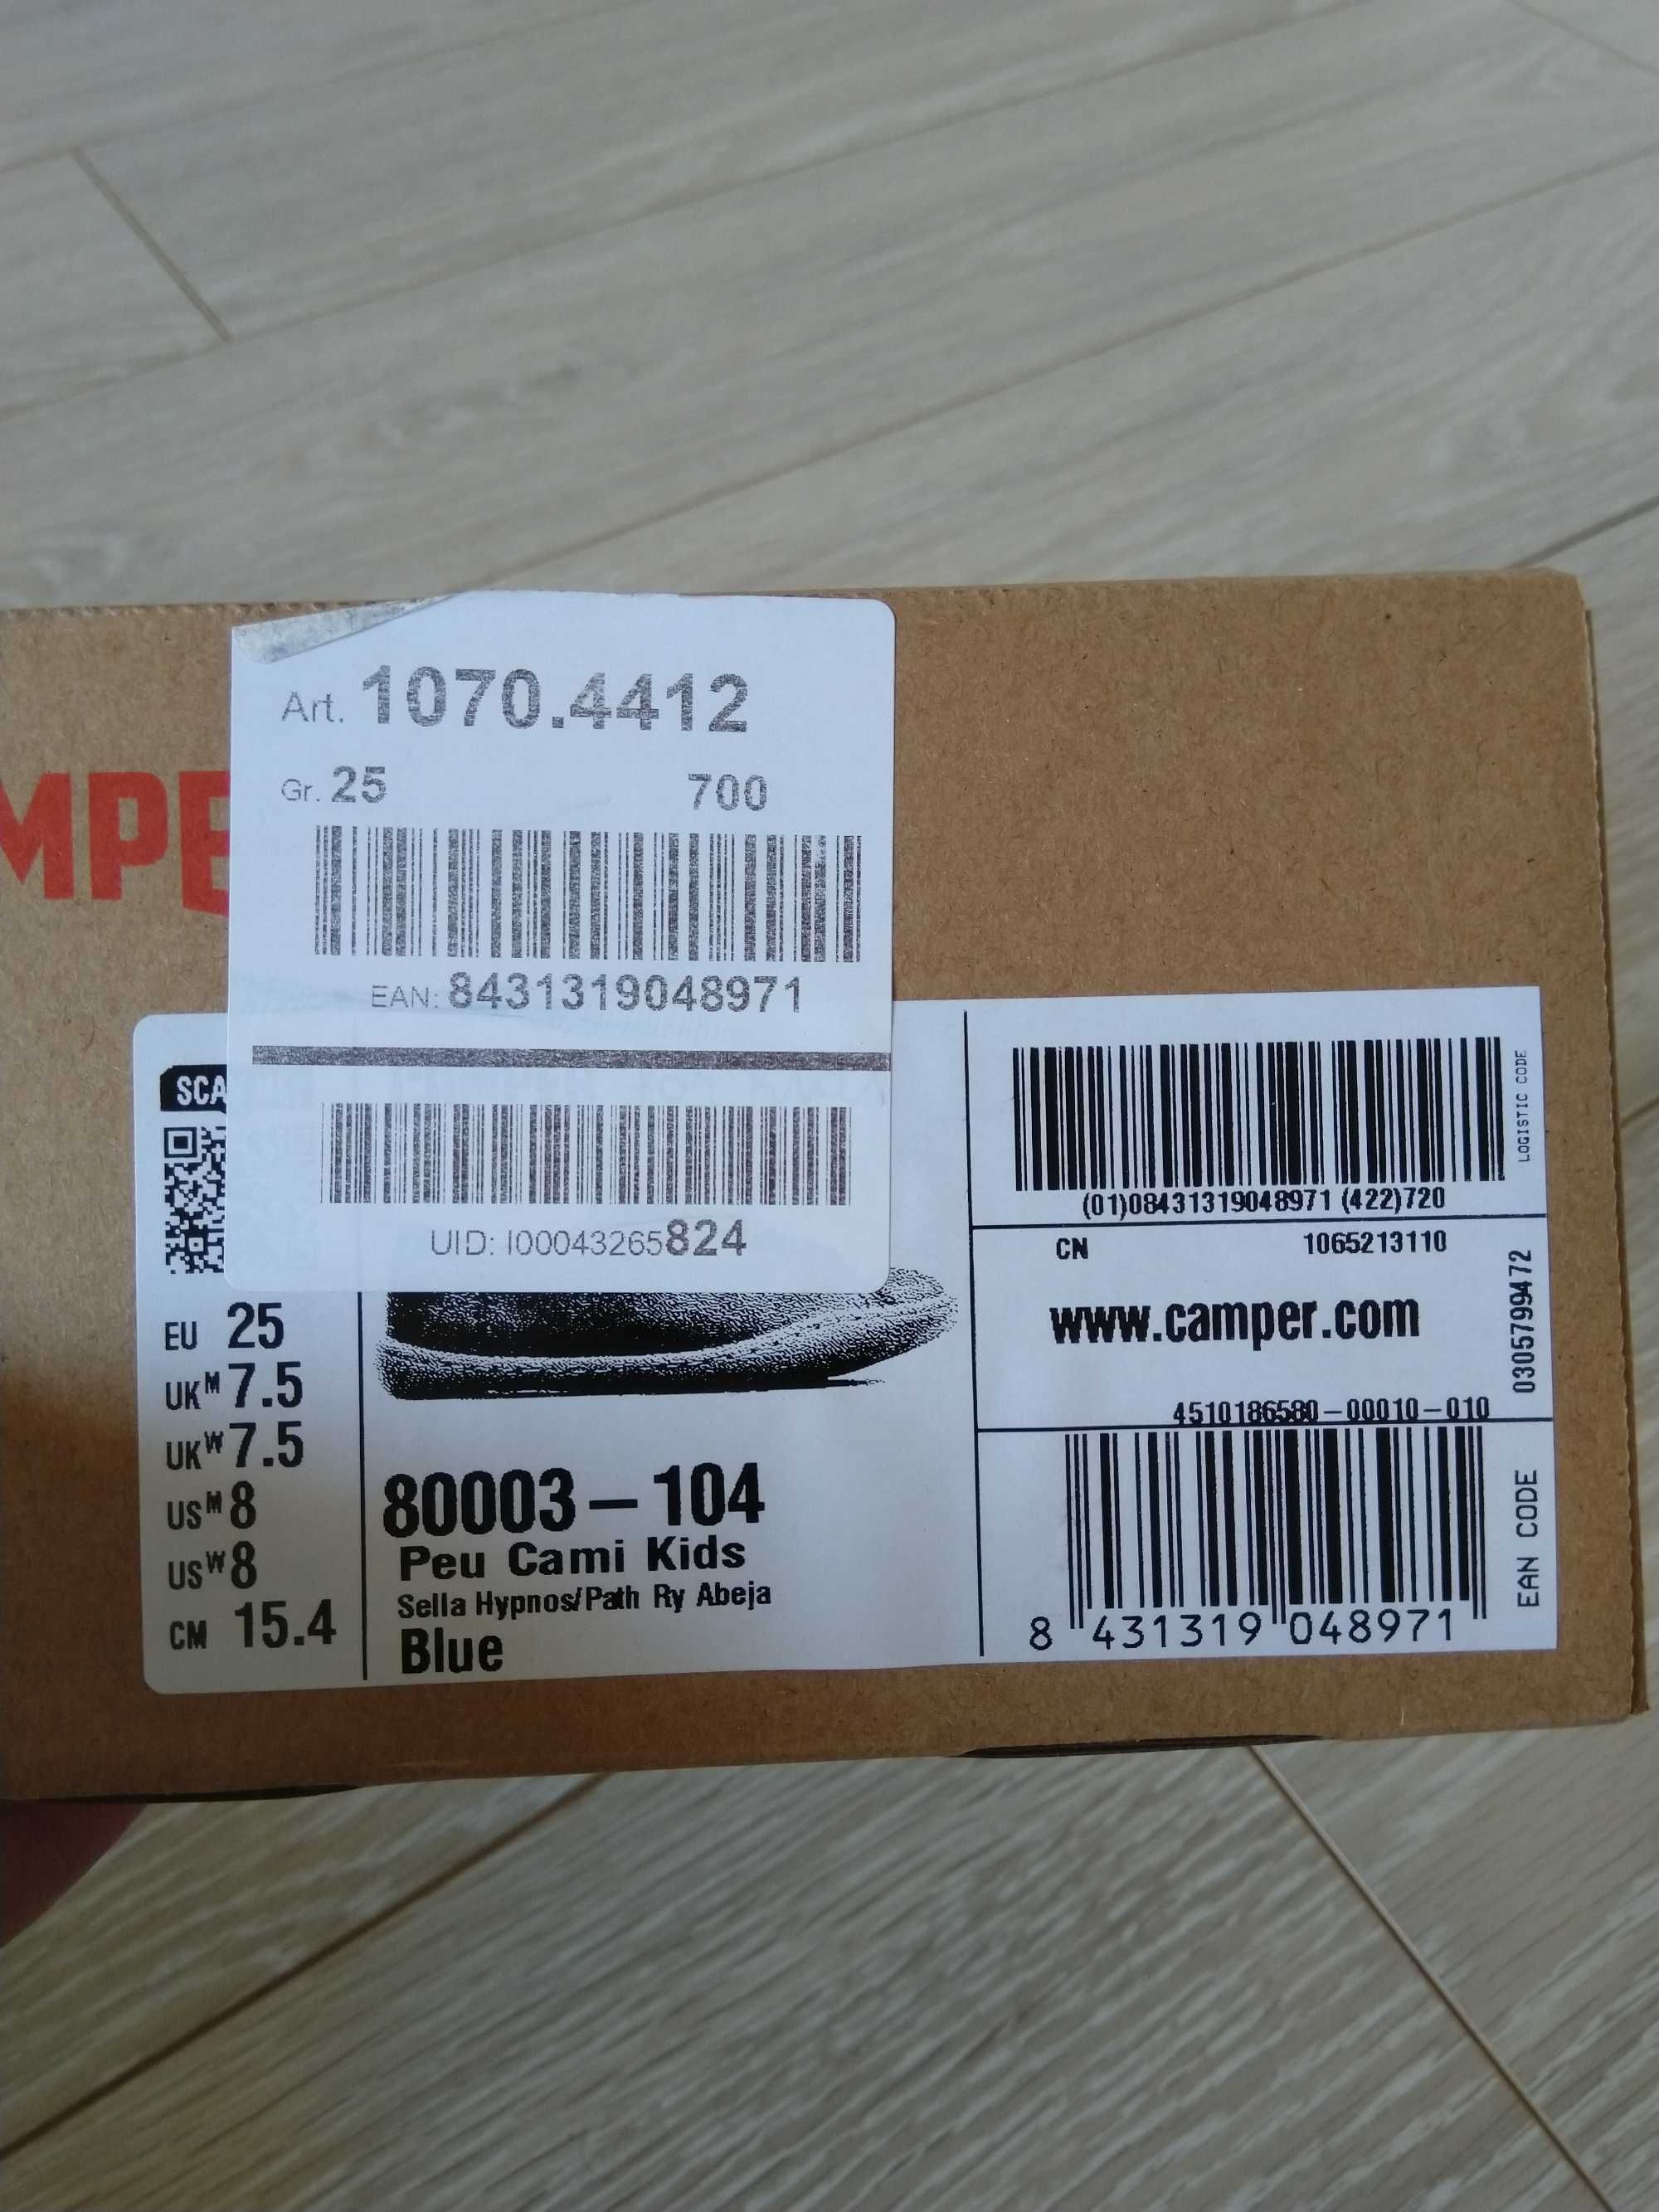 MPE
Art. 1070.4412
Gr. 25 700
EAN: 8431319048971
UID: I00043265824
SCA
EU 25
UKM 7.5
UKW 7.5
USM 8
USW 8
CM 15.4
80003-104
Peu Cami Kids
Sella Hypnos/Path Ry Abeja
Blue
LOGISTIC CODE
(01)08431319048971 (422)720
CN 1065213110
www.camper.com
0305799472
4510186580-00010-010
EAN CODE
8 431319 048971